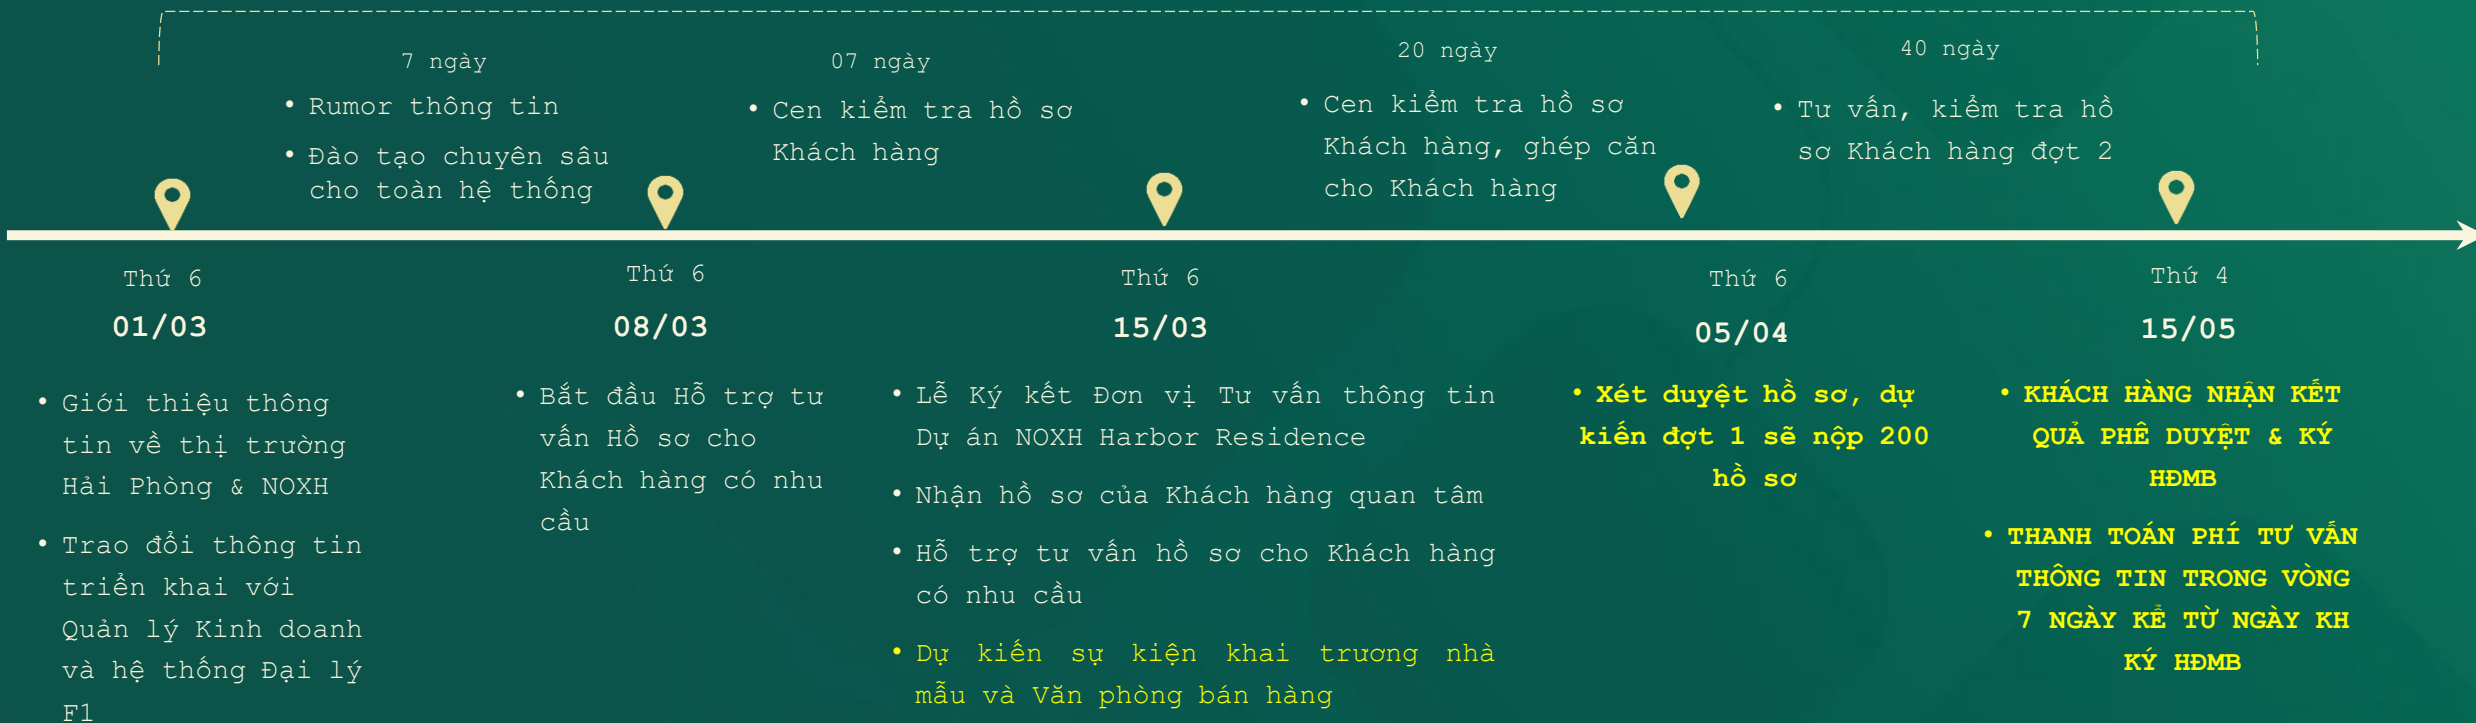 7 ngày
• Rumor thông tin
• Đào tạo chuyên sâu
cho toàn hệ thống
07 ngày
• Cen kiểm tra hồ sơ
Khách hàng
20 ngày
• Cen kiểm tra hồ sơ
Khách hàng, ghép căn
cho Khách hàng
40 ngày
• Tư vấn, kiểm tra hồ
sơ Khách hàng đợt 2
Thứ 6
01/03
• Giới thiệu thông
tin về thị trường
Hải Phòng & NOXH
• Trao đổi thông tin
triển khai với
Quản lý Kinh doanh
và hệ thống Đại lý
F1
Thứ 6
08/03
• Bắt đầu Hỗ trợ tư
vấn Hồ sơ cho
Khách hàng có nhu
cầu
Thứ 6
15/03
• Lễ Ký kết Đơn vị Tư vấn thông tin
Dự án NOXH Harbor Residence
• Nhận hồ sơ của Khách hàng quan tâm
• Hỗ trợ tư vấn hồ sơ cho Khách hàng
có nhu cầu
• Dự kiến sự kiện khai trương nhà
mẫu và Văn phòng bán hàng
Thứ 6
05/04
• Xét duyệt hồ sơ, dự
kiến đợt 1 sẽ nộp 200
hồ sơ
Thứ 4
15/05
• KHÁCH HÀNG NHẬN KẾT
QUẢ PHÊ DUYỆT & KÝ
HĐMB
• THANH TOÁN PHÍ TƯ VẤN
THÔNG TIN TRONG VÒNG
7 NGÀY KỂ TỪ NGÀY KH
KÝ HĐMB